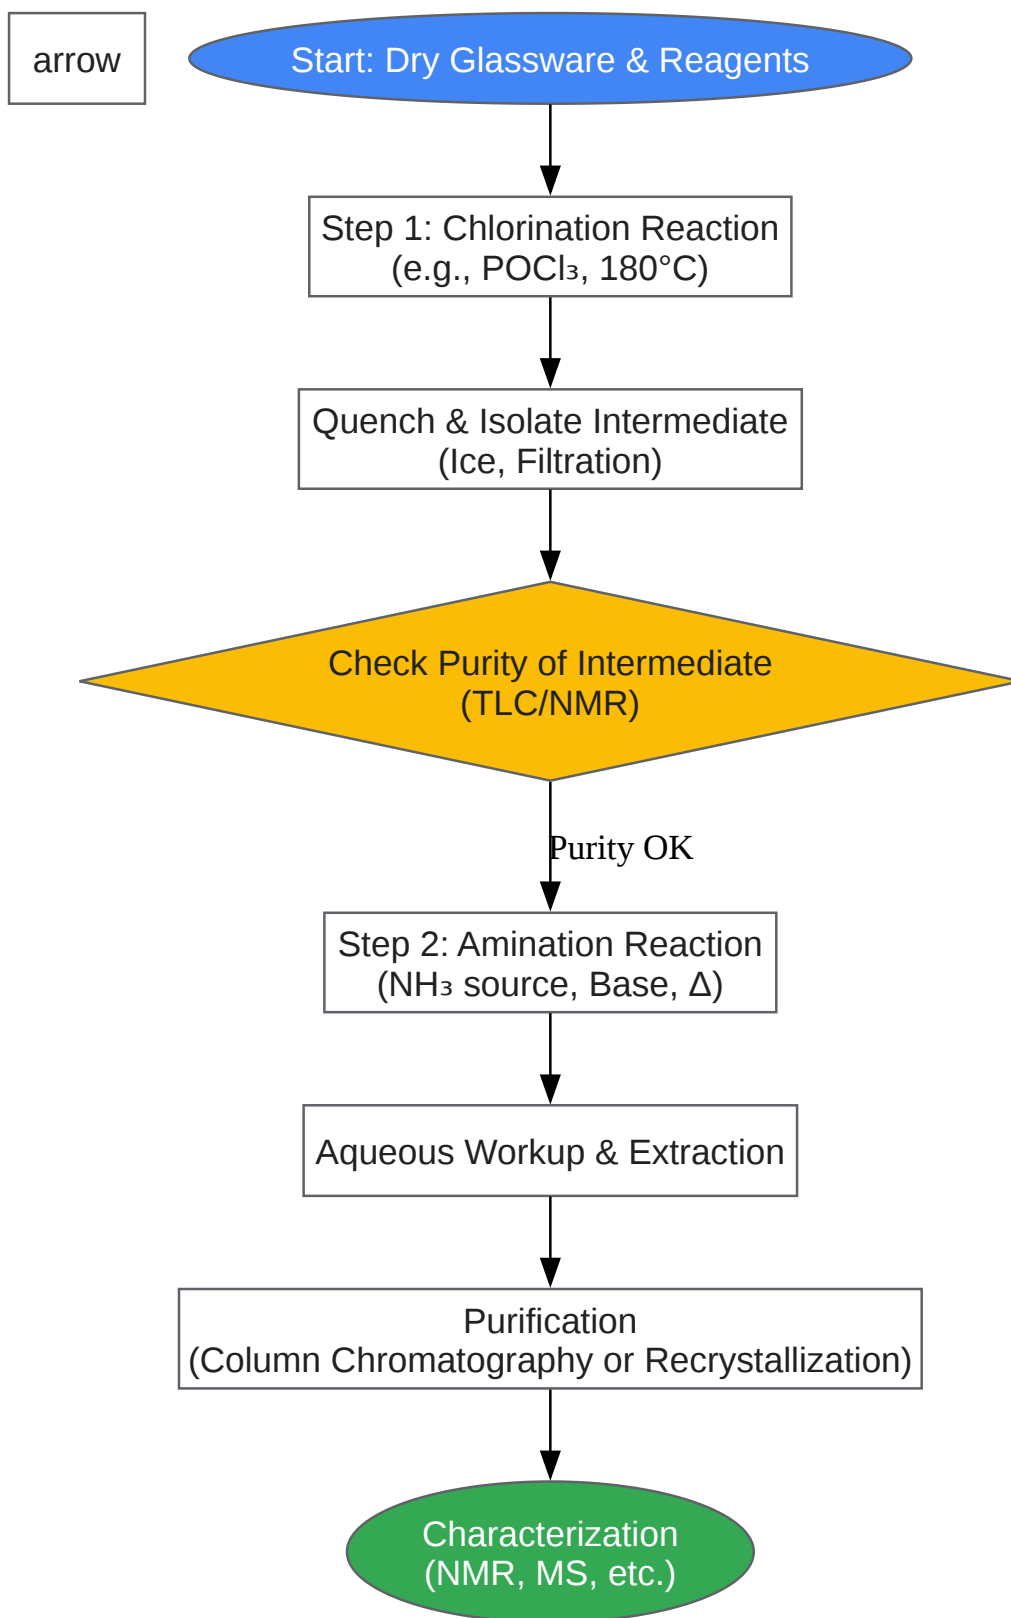 arrow
Start: Dry Glassware & Reagents
Step 1: Chlorination Reaction
(e.g., POCl₃, 180°C)
Quench & Isolate Intermediate
(Ice, Filtration)
Check Purity of Intermediate
(TLC/NMR)
Purity OK
Step 2: Amination Reaction
(NH₃ source, Base, Δ)
Aqueous Workup & Extraction
Purification
(Column Chromatography or Recrystallization)
Characterization
(NMR, MS, etc.)